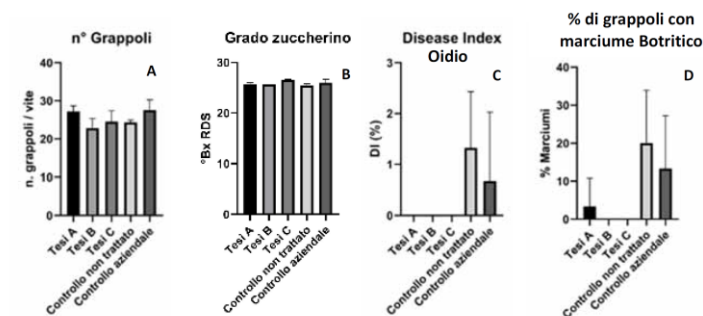 n° Grappoli
A
n. grappoli / vite
40
30
20
10
0
Tesi A
Tesi B
Tesi C
Controllo non trattato
Controllo aziendale
Grado zuccherino
B
°Bx RDS
30
20
10
0
Tesi A
Tesi B
Tesi C
Controllo non trattato
Controllo aziendale
Disease Index
Oidio
C
DI (%)
3
2
1
0
Tesi A
Tesi B
Tesi C
Controllo non trattato
Controllo aziendale
% di grappoli con
marciume Botritico
D
% Marciumi
40
30
20
10
0
Tesi A
Tesi B
Tesi C
Controllo non trattato
Controllo aziendale